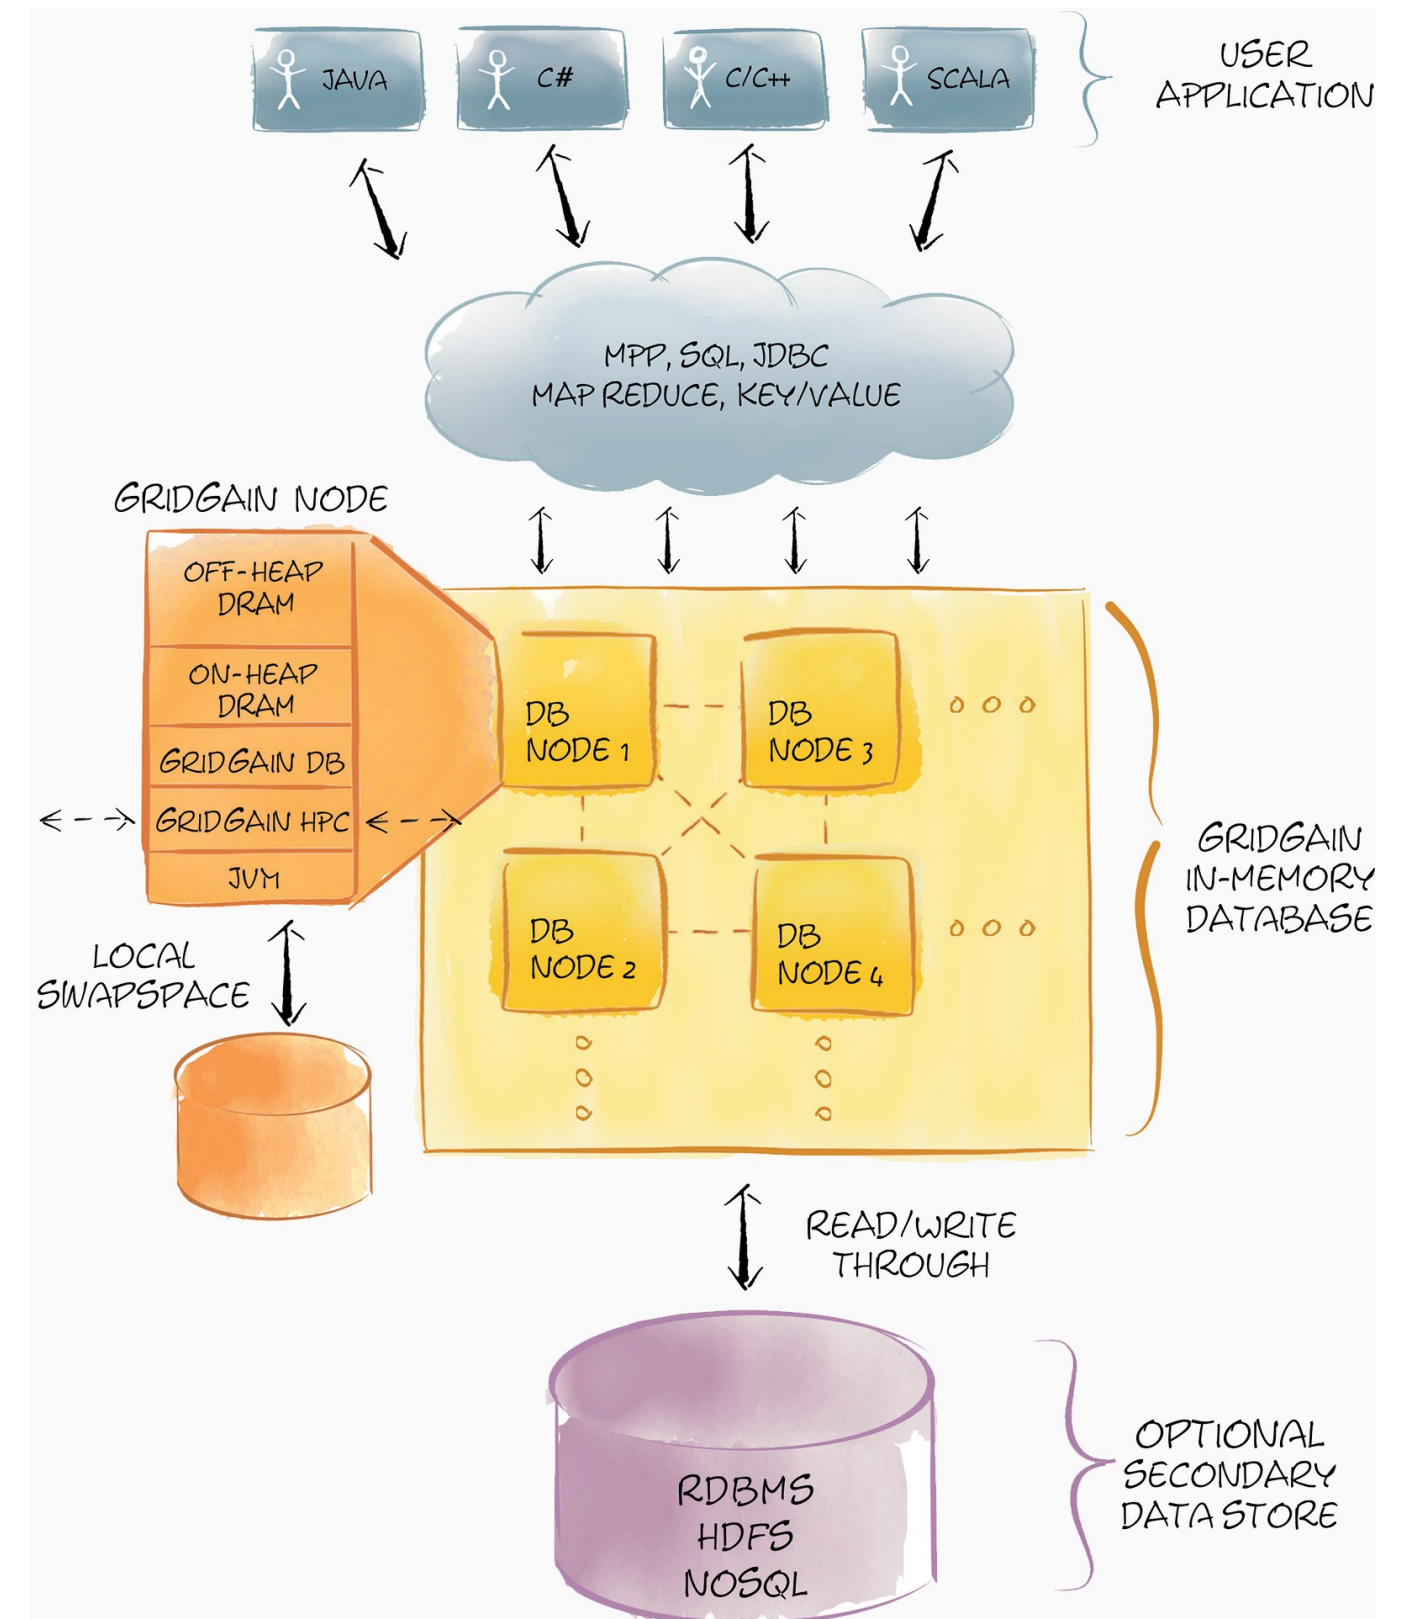 JAVA
C#
C/C++
SCALA
USER
APPLICATION
MPP, SQL, JDBC
MAP REDUCE, KEY/VALUE
GRIDGAIN NODE
OFF-HEAP
DRAM
ON-HEAP
DRAM
GRIDGAIN DB
GRIDGAIN HPC
JVM
LOCAL
SWAPSPACE
DB
NODE 1
DB
NODE 3
DB
NODE 2
DB
NODE 4
GRIDGAIN
IN-MEMORY
DATABASE
READ/WRITE
THROUGH
RDBMS
HDFS
NOSQL
OPTIONAL
SECONDARY
DATA STORE